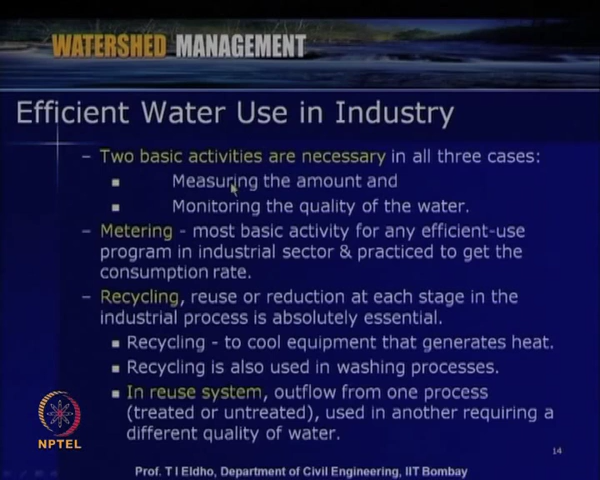 WATERSHED MANAGEMENT
Efficient Water Use in Industry
– Two basic activities are necessary in all three cases:
▪ Measuring the amount and
▪ Monitoring the quality of the water.
– Metering - most basic activity for any efficient-use
program in industrial sector & practiced to get the
consumption rate.
– Recycling, reuse or reduction at each stage in the
industrial process is absolutely essential.
▪ Recycling - to cool equipment that generates heat.
▪ Recycling is also used in washing processes.
▪ In reuse system, outflow from one process
(treated or untreated), used in another requiring a
different quality of water.
NPTEL
14
Prof. T I Eldho, Department of Civil Engineering, IIT Bombay